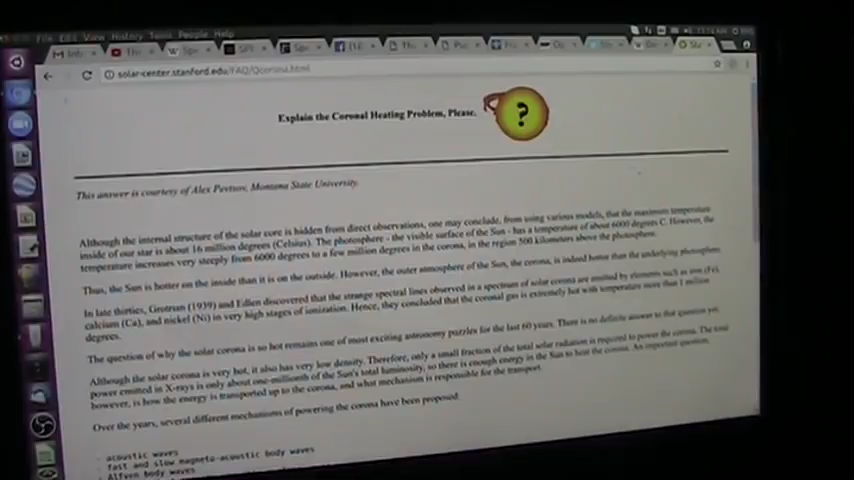 File Edit View History Tools People Help
solar-center.stanford.edu/FAQ/Qcorona.html
Explain the Coronal Heating Problem, Please.
?
This answer is courtesy of Alex Pevtsov, Montana State University.
Although the internal structure of the solar core is hidden from direct observations, one may conclude, from using various models, that the maximum temperature
inside of our star is about 16 million degrees (Celsius). The photosphere - the visible surface of the Sun - has a temperature of about 6000 degrees C. However, the
temperature increases very steeply from 6000 degrees to a few million degrees in the corona, in the region 500 kilometers above the photosphere.
Thus, the Sun is hotter on the inside than it is on the outside. However, the outer atmosphere of the Sun, the corona, is indeed hotter than the underlying photosphere.
In late thirties, Grotrian (1939) and Edlen discovered that the strange spectral lines observed in a spectrum of solar corona are emitted by elements such as iron (Fe),
calcium (Ca), and nickel (Ni) in very high stages of ionization. Hence, they concluded that the coronal gas is extremely hot with temperature more than 1 million
degrees.
The question of why the solar corona is so hot remains one of most exciting astronomy puzzles for the last 60 years. There is no definite answer to that question yet.
Although the solar corona is very hot, it also has very low density. Therefore, only a small fraction of the total solar radiation is required to power the corona. The total
power emitted in X-rays is only about one-millionth of the Sun's total luminosity, so there is enough energy in the Sun to heat the corona. An important question,
however, is how the energy is transported up to the corona, and what mechanism is responsible for the transport.
Over the years, several different mechanisms of powering the corona have been proposed:
- acoustic waves
- fast and slow magneto-acoustic body waves
- Alfven body waves